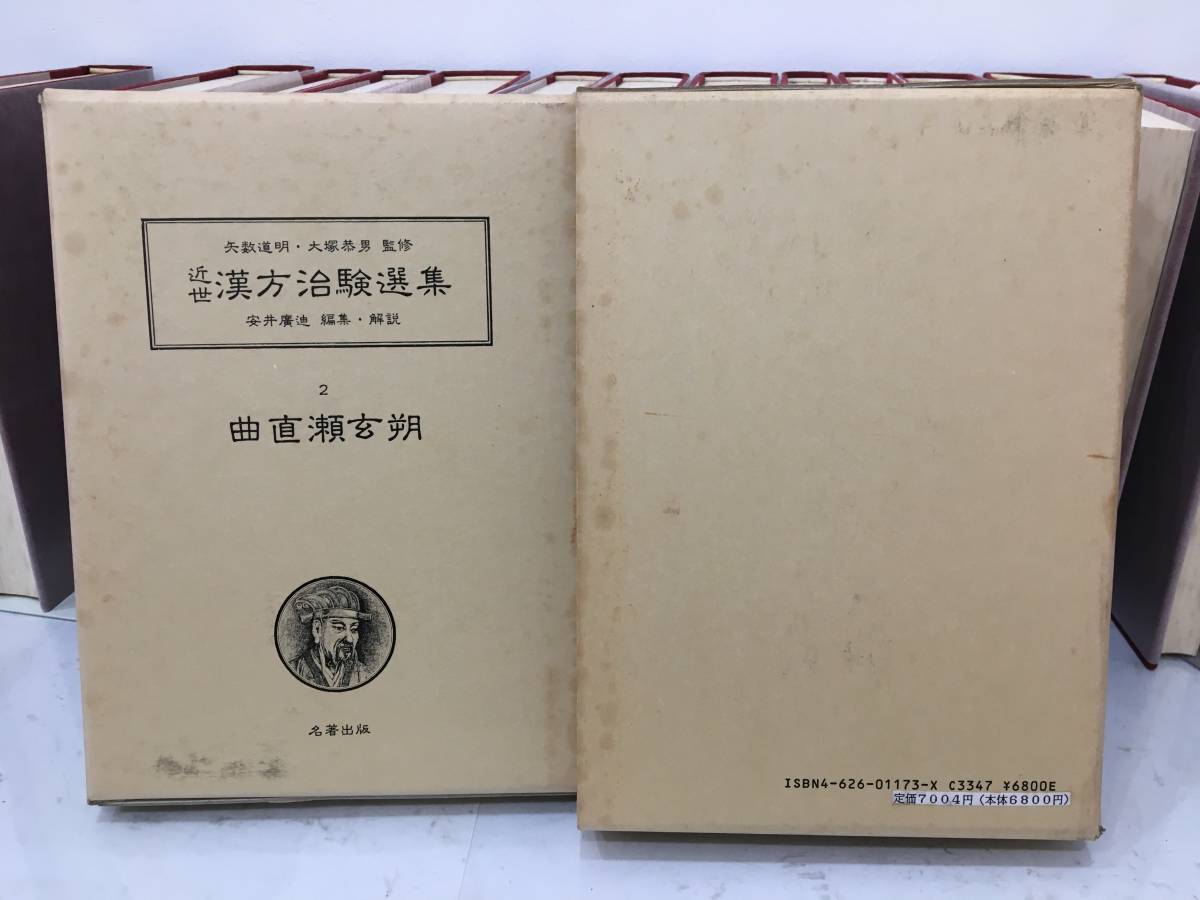 矢数道明・大塚恭男 監修
近世漢方治験選集
安井廣迪 編集・解説
2
曲直瀬玄朔
名著出版
ISBN4-626-01173-X C3347 ¥6800E
定価7004円(本体6800円)